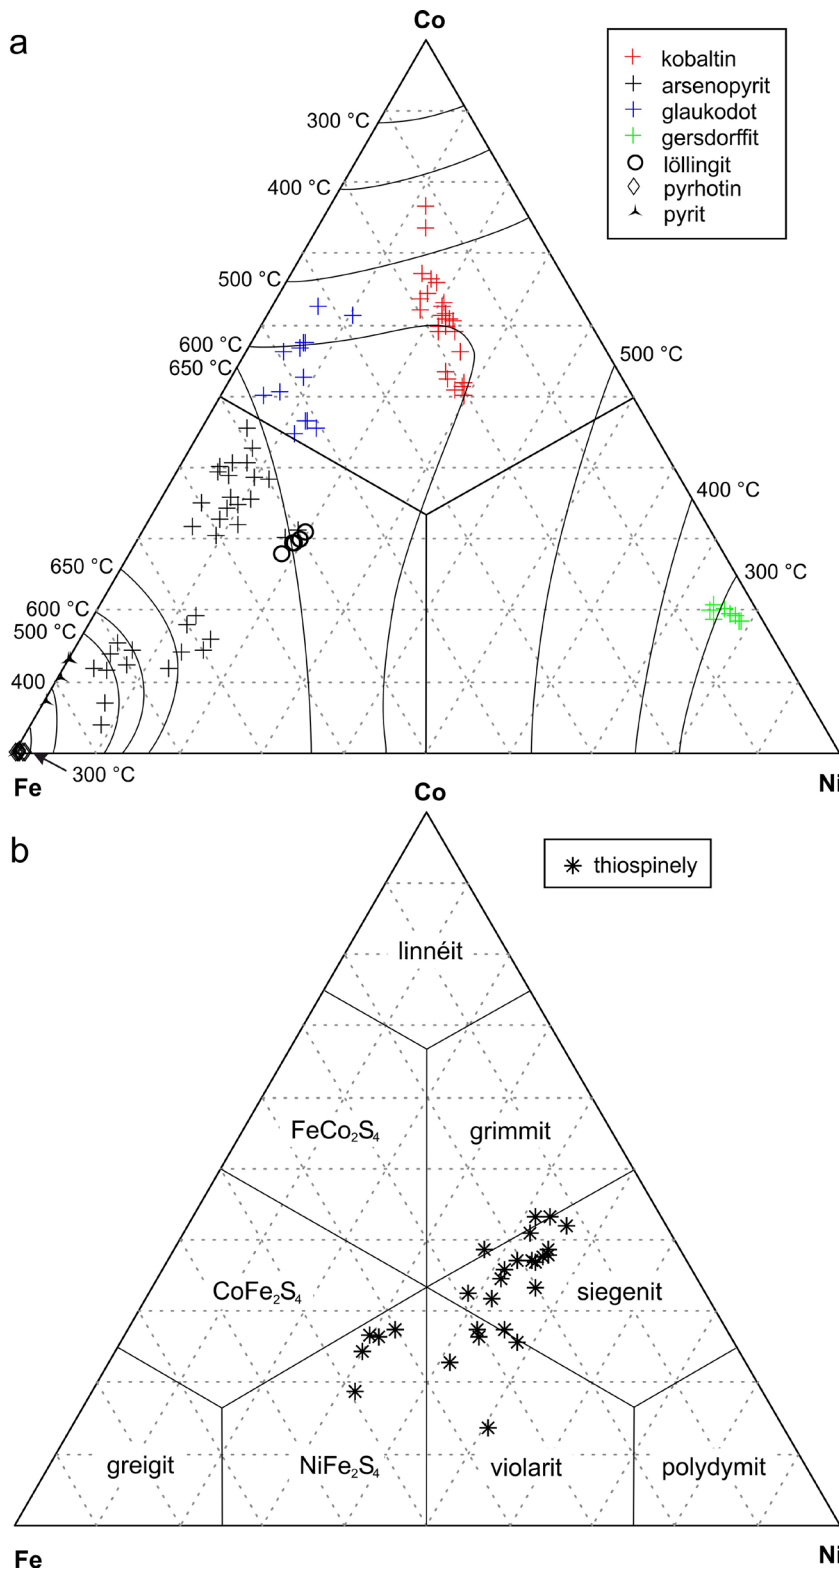 a
Co
kobaltin
arsenopyrit
glaukodot
gersdorffit
löllingit
pyrhotin
pyrit
300 °C
400 °C
500 °C
600 °C
650 °C
500 °C
400 °C
300 °C
650 °C
600 °C
500 °C
400
300 °C
Fe
Ni
b
Co
thiospinely
linnéit
FeCo₂S₄
grimmit
CoFe₂S₄
siegenit
greigit
NiFe₂S₄
violarit
polydymit
Fe
Ni